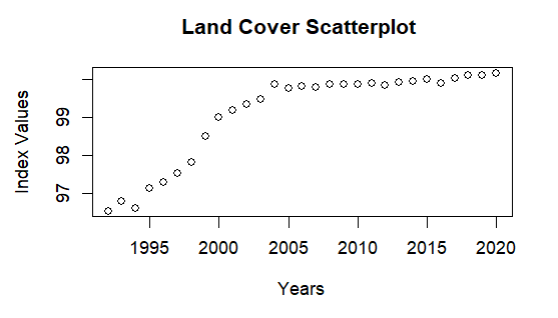 Land Cover Scatterplot
Index Values
99
98
97
1995 2000 2005 2010 2015 2020
Years